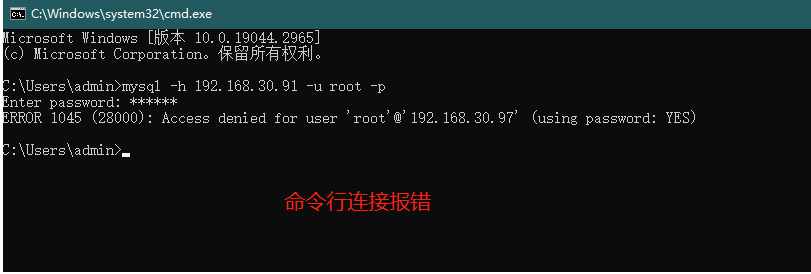 C:\Windows\system32\cmd.exe
Microsoft Windows [版本 10.0.19044.2965]
(c) Microsoft Corporation。保留所有权利。
C:\Users\admin>mysql -h 192.168.30.91 -u root -p
Enter password: ******
ERROR 1045 (28000): Access denied for user 'root'@'192.168.30.97' (using password: YES)
C:\Users\admin>
命令行连接报错